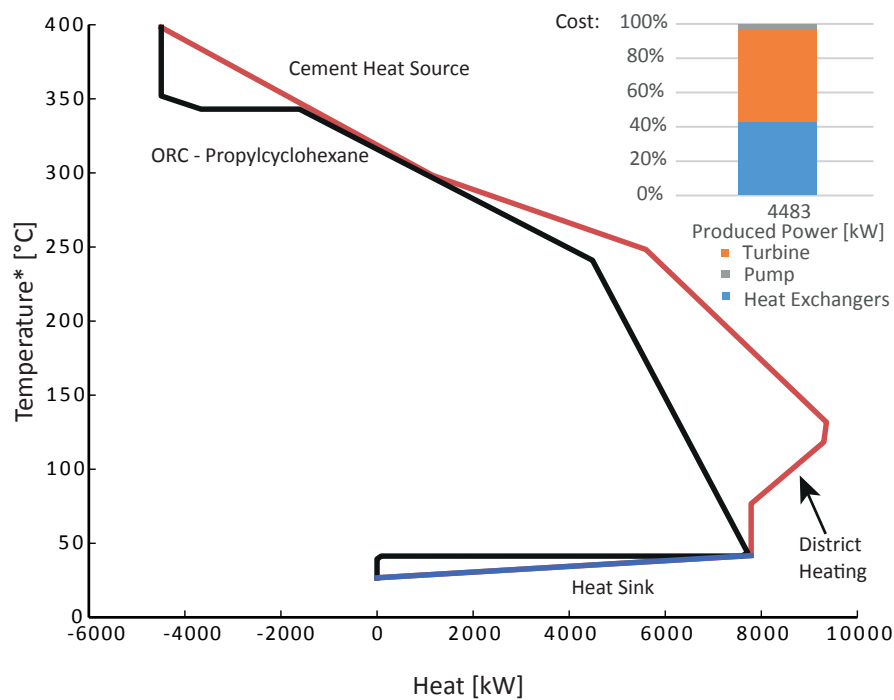 Cost:
100%
80%
60%
40%
20%
0%
4483
Produced Power [kW]
Turbine
Pump
Heat Exchangers
Temperature* [°C]
400
350
300
250
200
150
100
50
0
Cement Heat Source
ORC - Propylcyclohexane
District
Heating
Heat Sink
-6000 -4000 -2000 0 2000 4000 6000 8000 10000
Heat [kW]